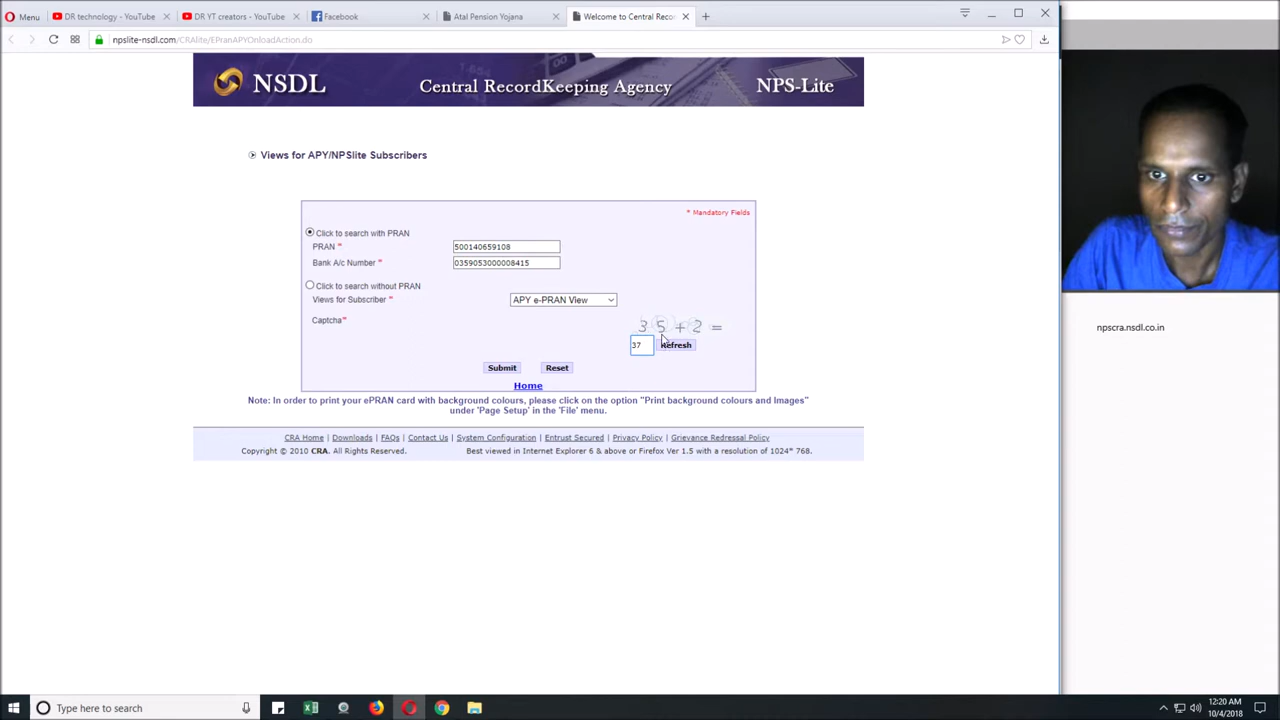 Menu DR technology - YouTube DR YT creators - YouTube Facebook Atal Pension Yojana Welcome to Central Reco
npslite-nsdl.com/CRAlite/EPranAPYOnloadAction.do
NSDL Central RecordKeeping Agency NPS-Lite
Views for APY/NPSlite Subscribers
* Mandatory Fields
Click to search with PRAN
PRAN * 500140659108
Bank A/c Number * 0359053000008415
Click to search without PRAN
Views for Subscriber * APY e-PRAN View
Captcha* 3 5 + 2 =
37 Refresh
Submit Reset
Home
Note: In order to print your ePRAN card with background colours, please click on the option "Print background colours and Images"
under 'Page Setup' in the 'File' menu.
CRA Home | Downloads | FAQs | Contact Us | System Configuration | Entrust Secured | Privacy Policy | Grievance Redressal Policy
Copyright © 2010 CRA. All Rights Reserved. Best viewed in Internet Explorer 6 & above or Firefox Ver 1.5 with a resolution of 1024* 768.
npscra.nsdl.co.in
Type here to search
12:20 AM
10/4/2018